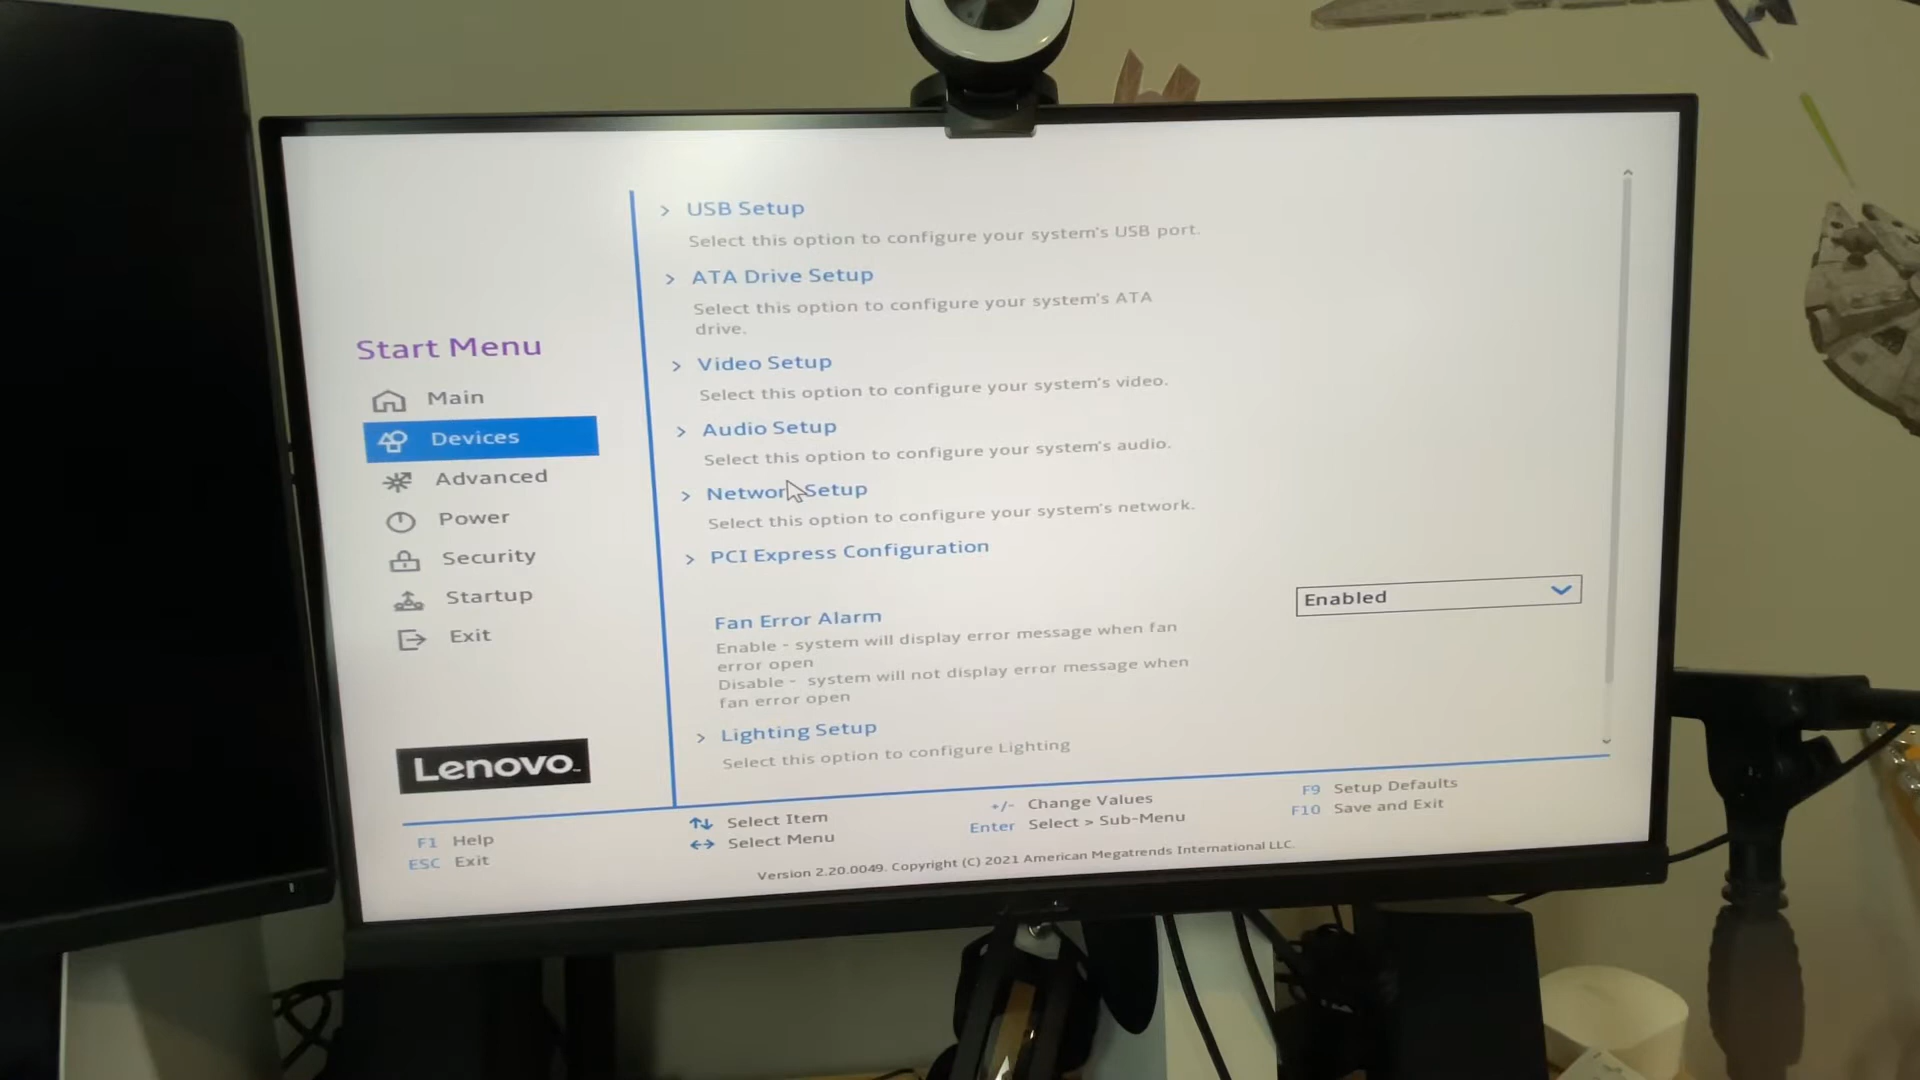 Start Menu
Main
Devices
Advanced
Power
Security
Startup
Exit
Lenovo
> USB Setup
Select this option to configure your system's USB port.
> ATA Drive Setup
Select this option to configure your system's ATA
drive.
> Video Setup
Select this option to configure your system's video.
> Audio Setup
Select this option to configure your system's audio.
> Network Setup
Select this option to configure your system's network.
> PCI Express Configuration
Fan Error Alarm
Enabled
Enable - system will display error message when fan
error open
Disable - system will not display error message when
fan error open
> Lighting Setup
Select this option to configure Lighting
F1 Help
ESC Exit
↑↓ Select Item
↔ Select Menu
+/- Change Values
Enter Select > Sub-Menu
F9 Setup Defaults
F10 Save and Exit
Version 2.20.0049. Copyright (C) 2021 American Megatrends International LLC.